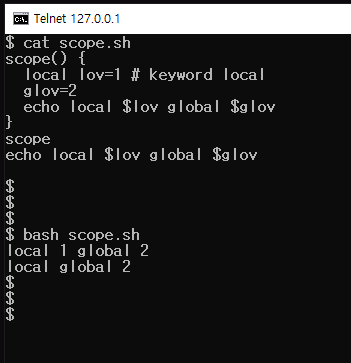 Telnet 127.0.0.1
$ cat scope.sh
scope() {
  local lov=1 # keyword local
  glov=2
  echo local $lov global $glov
}
scope
echo local $lov global $glov
$
$
$
$ bash scope.sh
local 1 global 2
local global 2
$
$
$